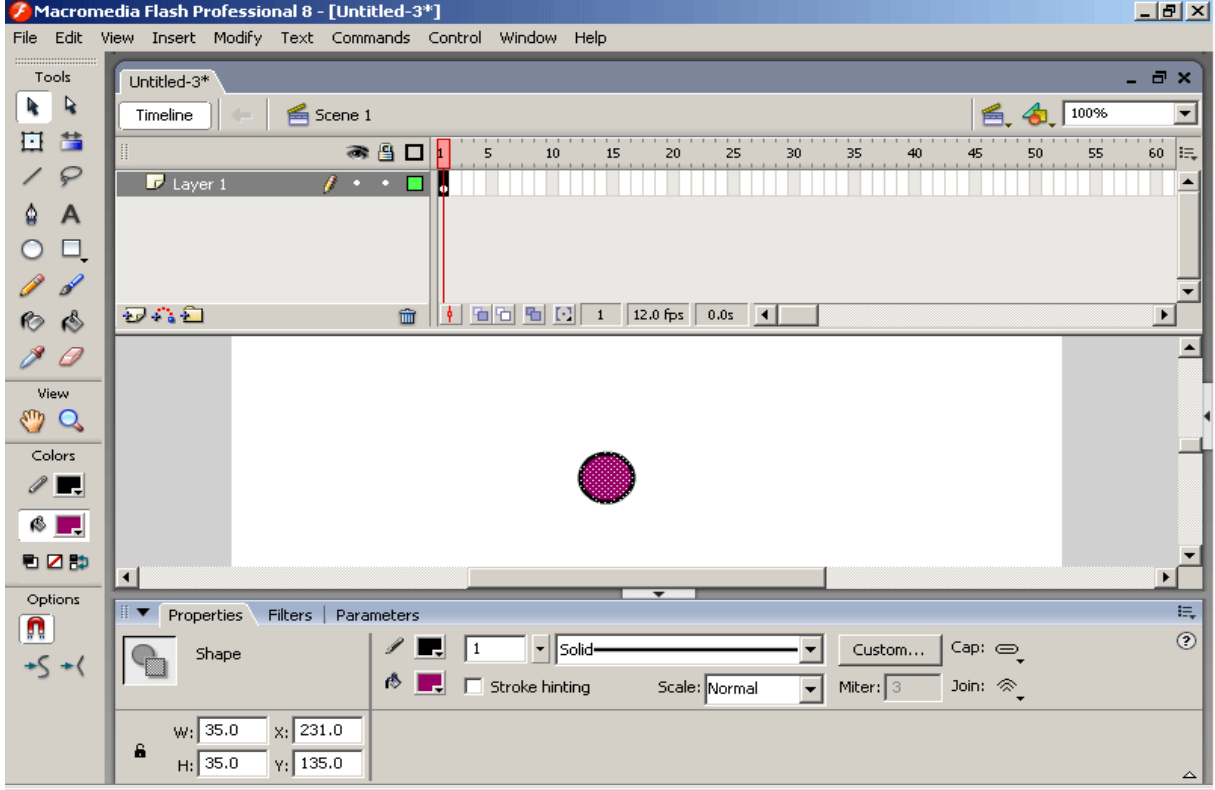 Macromedia Flash Professional 8 - [Untitled-3*]
File Edit View Insert Modify Text Commands Control Window Help
Tools
Untitled-3*
Timeline Scene 1 100%
1 5 10 15 20 25 30 35 40 45 50 55 60
Layer 1
A
1 12.0 fps 0.0s
View
Colors
Options
Properties Filters Parameters
Shape 1 Solid Custom... Cap:
Stroke hinting Scale: Normal Miter: 3 Join:
W: 35.0 X: 231.0
H: 35.0 Y: 135.0